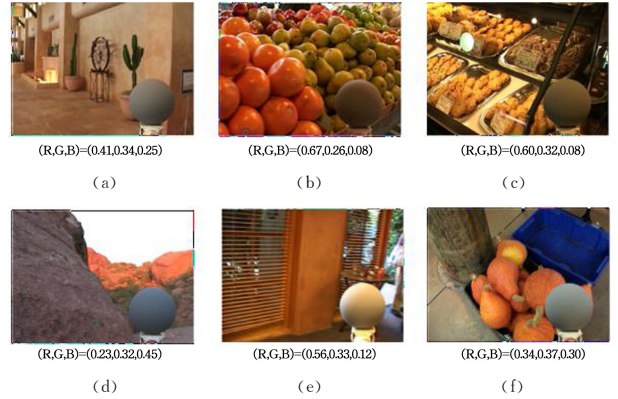 (R,G,B)=(0.41,0.34,0.25)
(R,G,B)=(0.67,0.26,0.08)
(R,G,B)=(0.60,0.32,0.08)
(a)
(b)
(c)
(R,G,B)=(0.23,0.32,0.45)
(R,G,B)=(0.56,0.33,0.12)
(R,G,B)=(0.34,0.37,0.30)
(d)
(e)
(f)